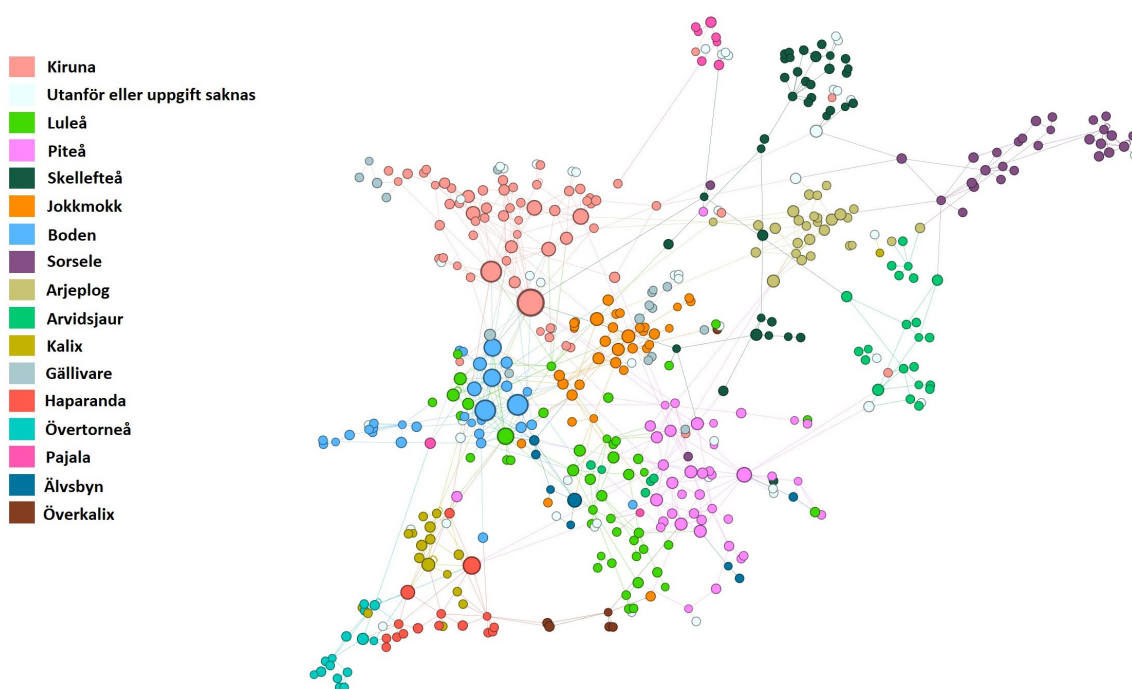 Kiruna
Utanför eller uppgift saknas
Luleå
Piteå
Skellefteå
Jokkmokk
Boden
Sorsele
Arjeplog
Arvidsjaur
Kalix
Gällivare
Haparanda
Övertorneå
Pajala
Älvsbyn
Överkalix